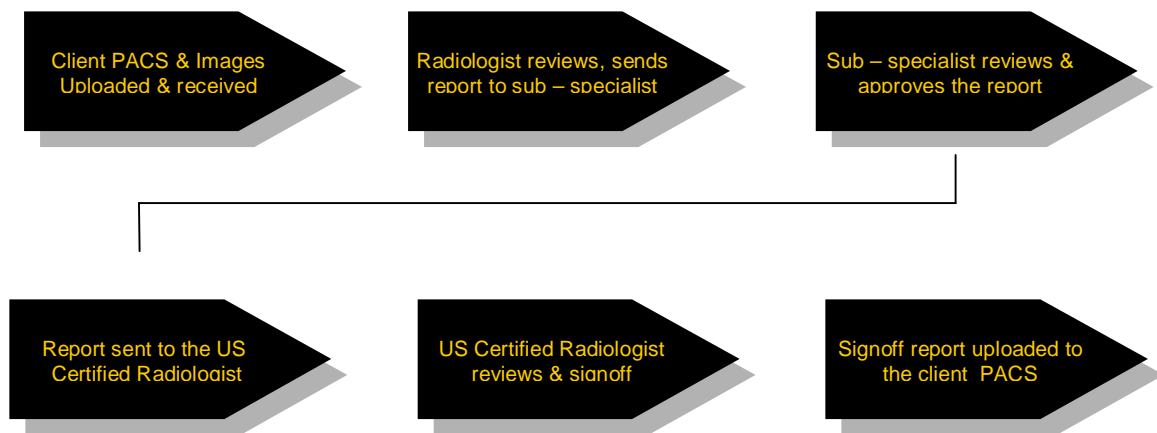 Client PACS & Images
Uploaded & received
Radiologist reviews, sends
report to sub – specialist
Sub – specialist reviews &
approves the report
Report sent to the US
Certified Radiologist
US Certified Radiologist
reviews & signoff
Signoff report uploaded to
the client PACS